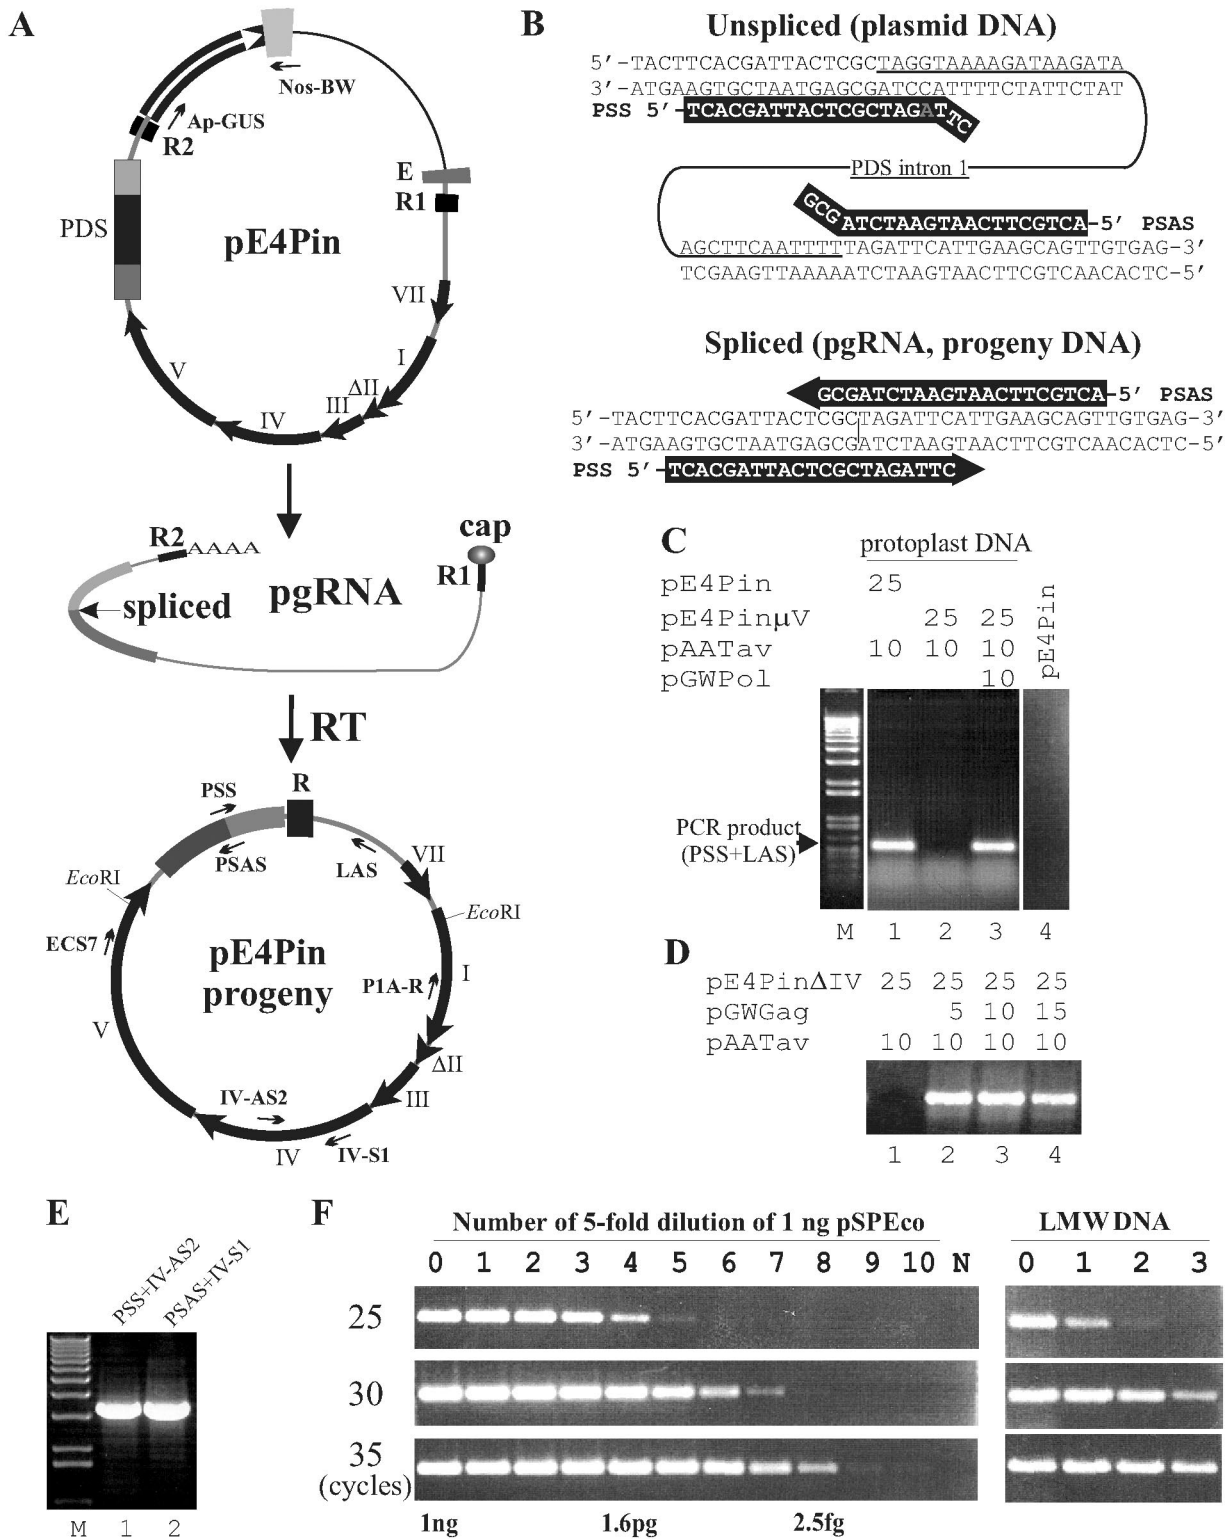 A
Nos-BW
Ap-GUS
R2
E
R1
PDS
pE4Pin
VII
I
ΔII
III
IV
V
R2
AAAA
cap
R1
spliced
pgRNA
RT
R
PSS
PSAS
LAS
VII
EcoRI
EcoRI
ECS7
pE4Pin
progeny
P1A-R
I
V
ΔII
III
IV-AS2
IV-S1
IV
B
Unspliced (plasmid DNA)
5′-TACTTCACGATTACTCGCTAGGTAAAAGATAAGATA
3′-ATGAAGTGCTAATGAGCGATCCATTTTCTATTCTAT
PSS 5′-TCACGATTACTCGCTAGATTC
PDS intron 1
GCGATCTAAGTAACTTCGTCA-5′ PSAS
AGCTTCAATTTTTAGATTCATTGAAGCAGTTGTGAG-3′
TCGAAGTTAAAAATCTAAGTAACTTCGTCAACACTC-5′
Spliced (pgRNA, progeny DNA)
GCGATCTAAGTAACTTCGTCA-5′ PSAS
5′-TACTTCACGATTACTCGCTAGATTCATTGAAGCAGTTGTGAG-3′
3′-ATGAAGTGCTAATGAGCGATCTAAGTAACTTCGTCAACACTC-5′
PSS 5′-TCACGATTACTCGCTAGATTC
C
protoplast DNA
pE4Pin 25
pE4PinμV 25 25
pAATav 10 10 10
pGWPol 10
pE4Pin
PCR product
(PSS+LAS)
M 1 2 3 4
D
pE4PinΔIV 25 25 25 25
pGWGag 5 10 15
pAATav 10 10 10 10
1 2 3 4
E
PSS+IV-AS2
PSAS+IV-S1
M 1 2
F
Number of 5-fold dilution of 1 ng pSPEco
LMW DNA
0 1 2 3 4 5 6 7 8 9 10 N
0 1 2 3
25
30
35
(cycles)
1ng 1.6pg 2.5fg